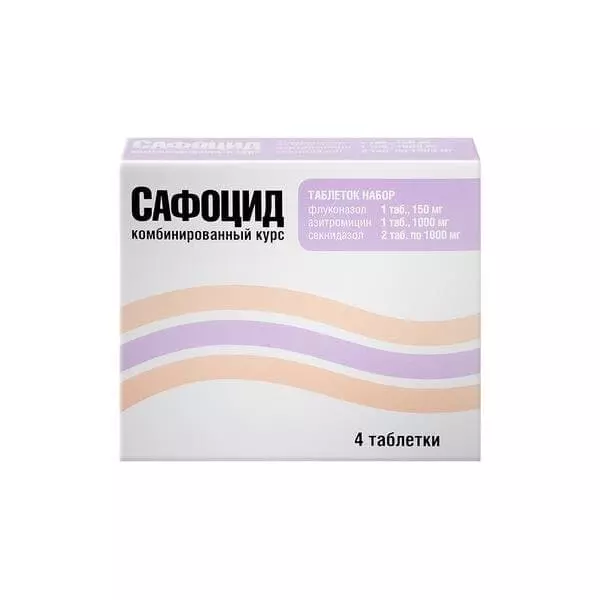 САФОЦИД
САФОЦИД
комбинированный курс
ТАБЛЕТОК НАБОР
флуконазол 1 таб., 150 мг
азитромицин 1 таб., 1000 мг
секнидазол 2 таб. по 1000 мг
4 таблетки